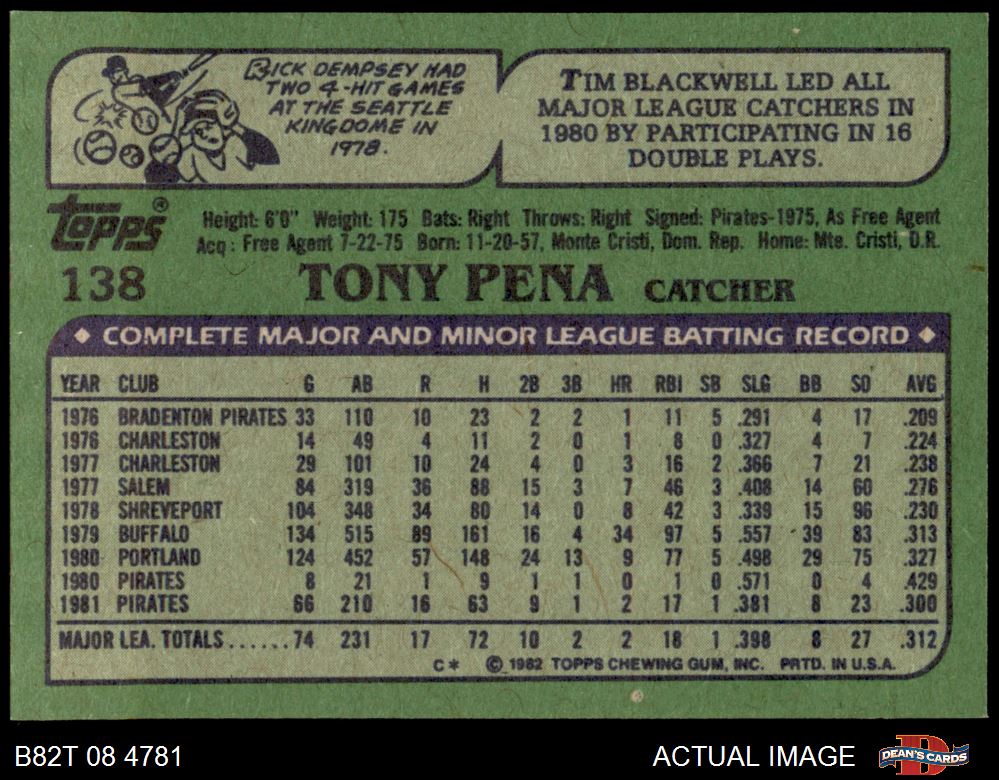 RICK DEMPSEY HAD
TWO 4-HIT GAMES
AT THE SEATTLE
KINGDOME IN
1978.
TIM BLACKWELL LED ALL
MAJOR LEAGUE CATCHERS IN
1980 BY PARTICIPATING IN 16
DOUBLE PLAYS.
topps®
Height: 6'0" Weight: 175 Bats: Right Throws: Right Signed: Pirates-1975, As Free Agent
Acq.: Free Agent 7-22-75 Born: 11-20-57, Monte Cristi, Dom. Rep. Home: Mte. Cristi, D.R.
138 TONY PENA CATCHER
◆ COMPLETE MAJOR AND MINOR LEAGUE BATTING RECORD ◆
YEAR CLUB G AB R H 2B 3B HR RBI SB SLG BB SO AVG
1976 BRADENTON PIRATES 33 110 10 23 2 2 1 11 5 .291 4 17 .209
1976 CHARLESTON 14 49 4 11 2 0 1 8 0 .327 4 7 .224
1977 CHARLESTON 29 101 10 24 4 0 3 16 2 .366 7 21 .238
1977 SALEM 84 319 36 88 15 3 7 46 3 .408 14 60 .276
1978 SHREVEPORT 104 348 34 80 14 0 8 42 3 .339 15 96 .230
1979 BUFFALO 134 515 89 161 16 4 34 97 5 .557 39 83 .313
1980 PORTLAND 124 452 57 148 24 13 9 77 5 .498 29 75 .327
1980 PIRATES 8 21 1 9 1 1 0 1 0 .571 0 4 .429
1981 PIRATES 66 210 16 63 9 1 2 17 1 .381 8 23 .300
MAJOR LEA. TOTALS...... 74 231 17 72 10 2 2 18 1 .398 8 27 .312
C* © 1982 TOPPS CHEWING GUM, INC. PRTD. IN U.S.A.
B82T 08 4781 ACTUAL IMAGE DEAN'S CARDS